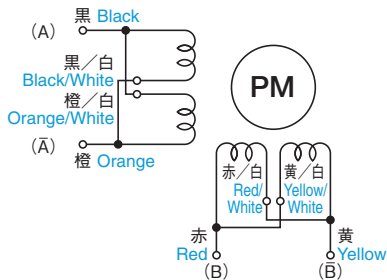 黒 Black
(A)
黒/白
Black/White
橙/白
Orange/White
(Ā)
橙 Orange
PM
赤/白
Red/
White
黄/白
Yellow/
White
赤
Red
(B)
黄
Yellow
(B̄)